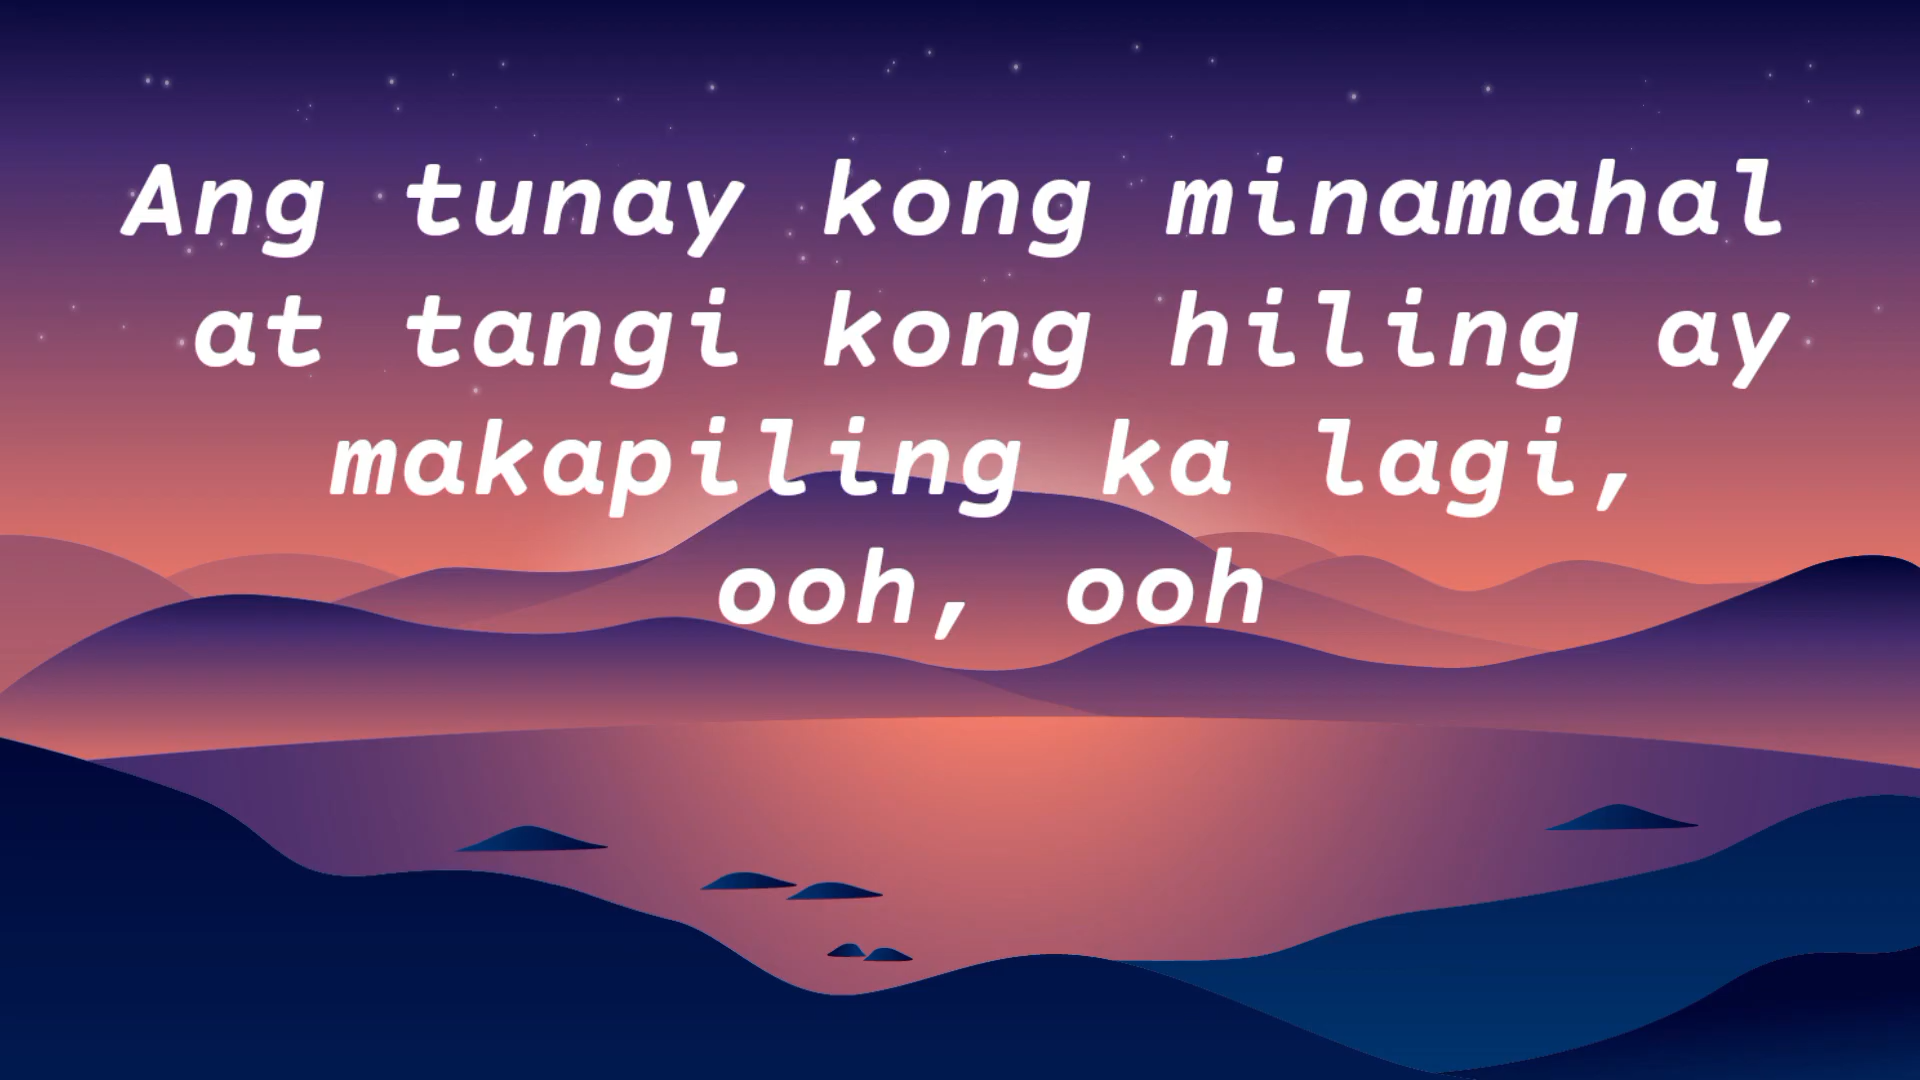 Ang tunay kong minamahal
at tangi kong hiling ay
makapiling ka lagi,
ooh, ooh